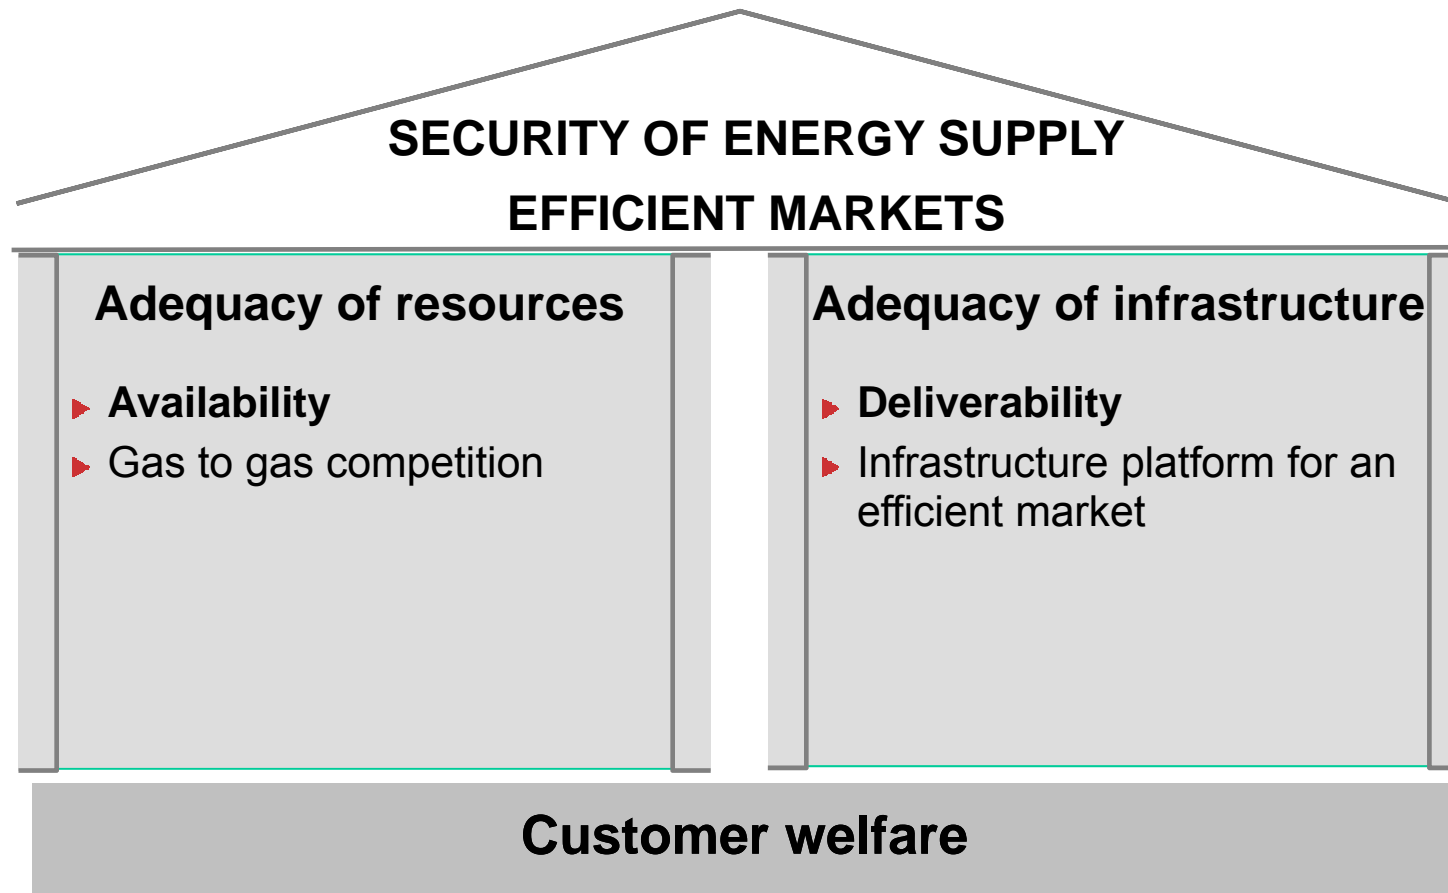 SECURITY OF ENERGY SUPPLY
EFFICIENT MARKETS
Adequacy of resources
Availability
Gas to gas competition
Adequacy of infrastructure
Deliverability
Infrastructure platform for an
efficient market
Customer welfare